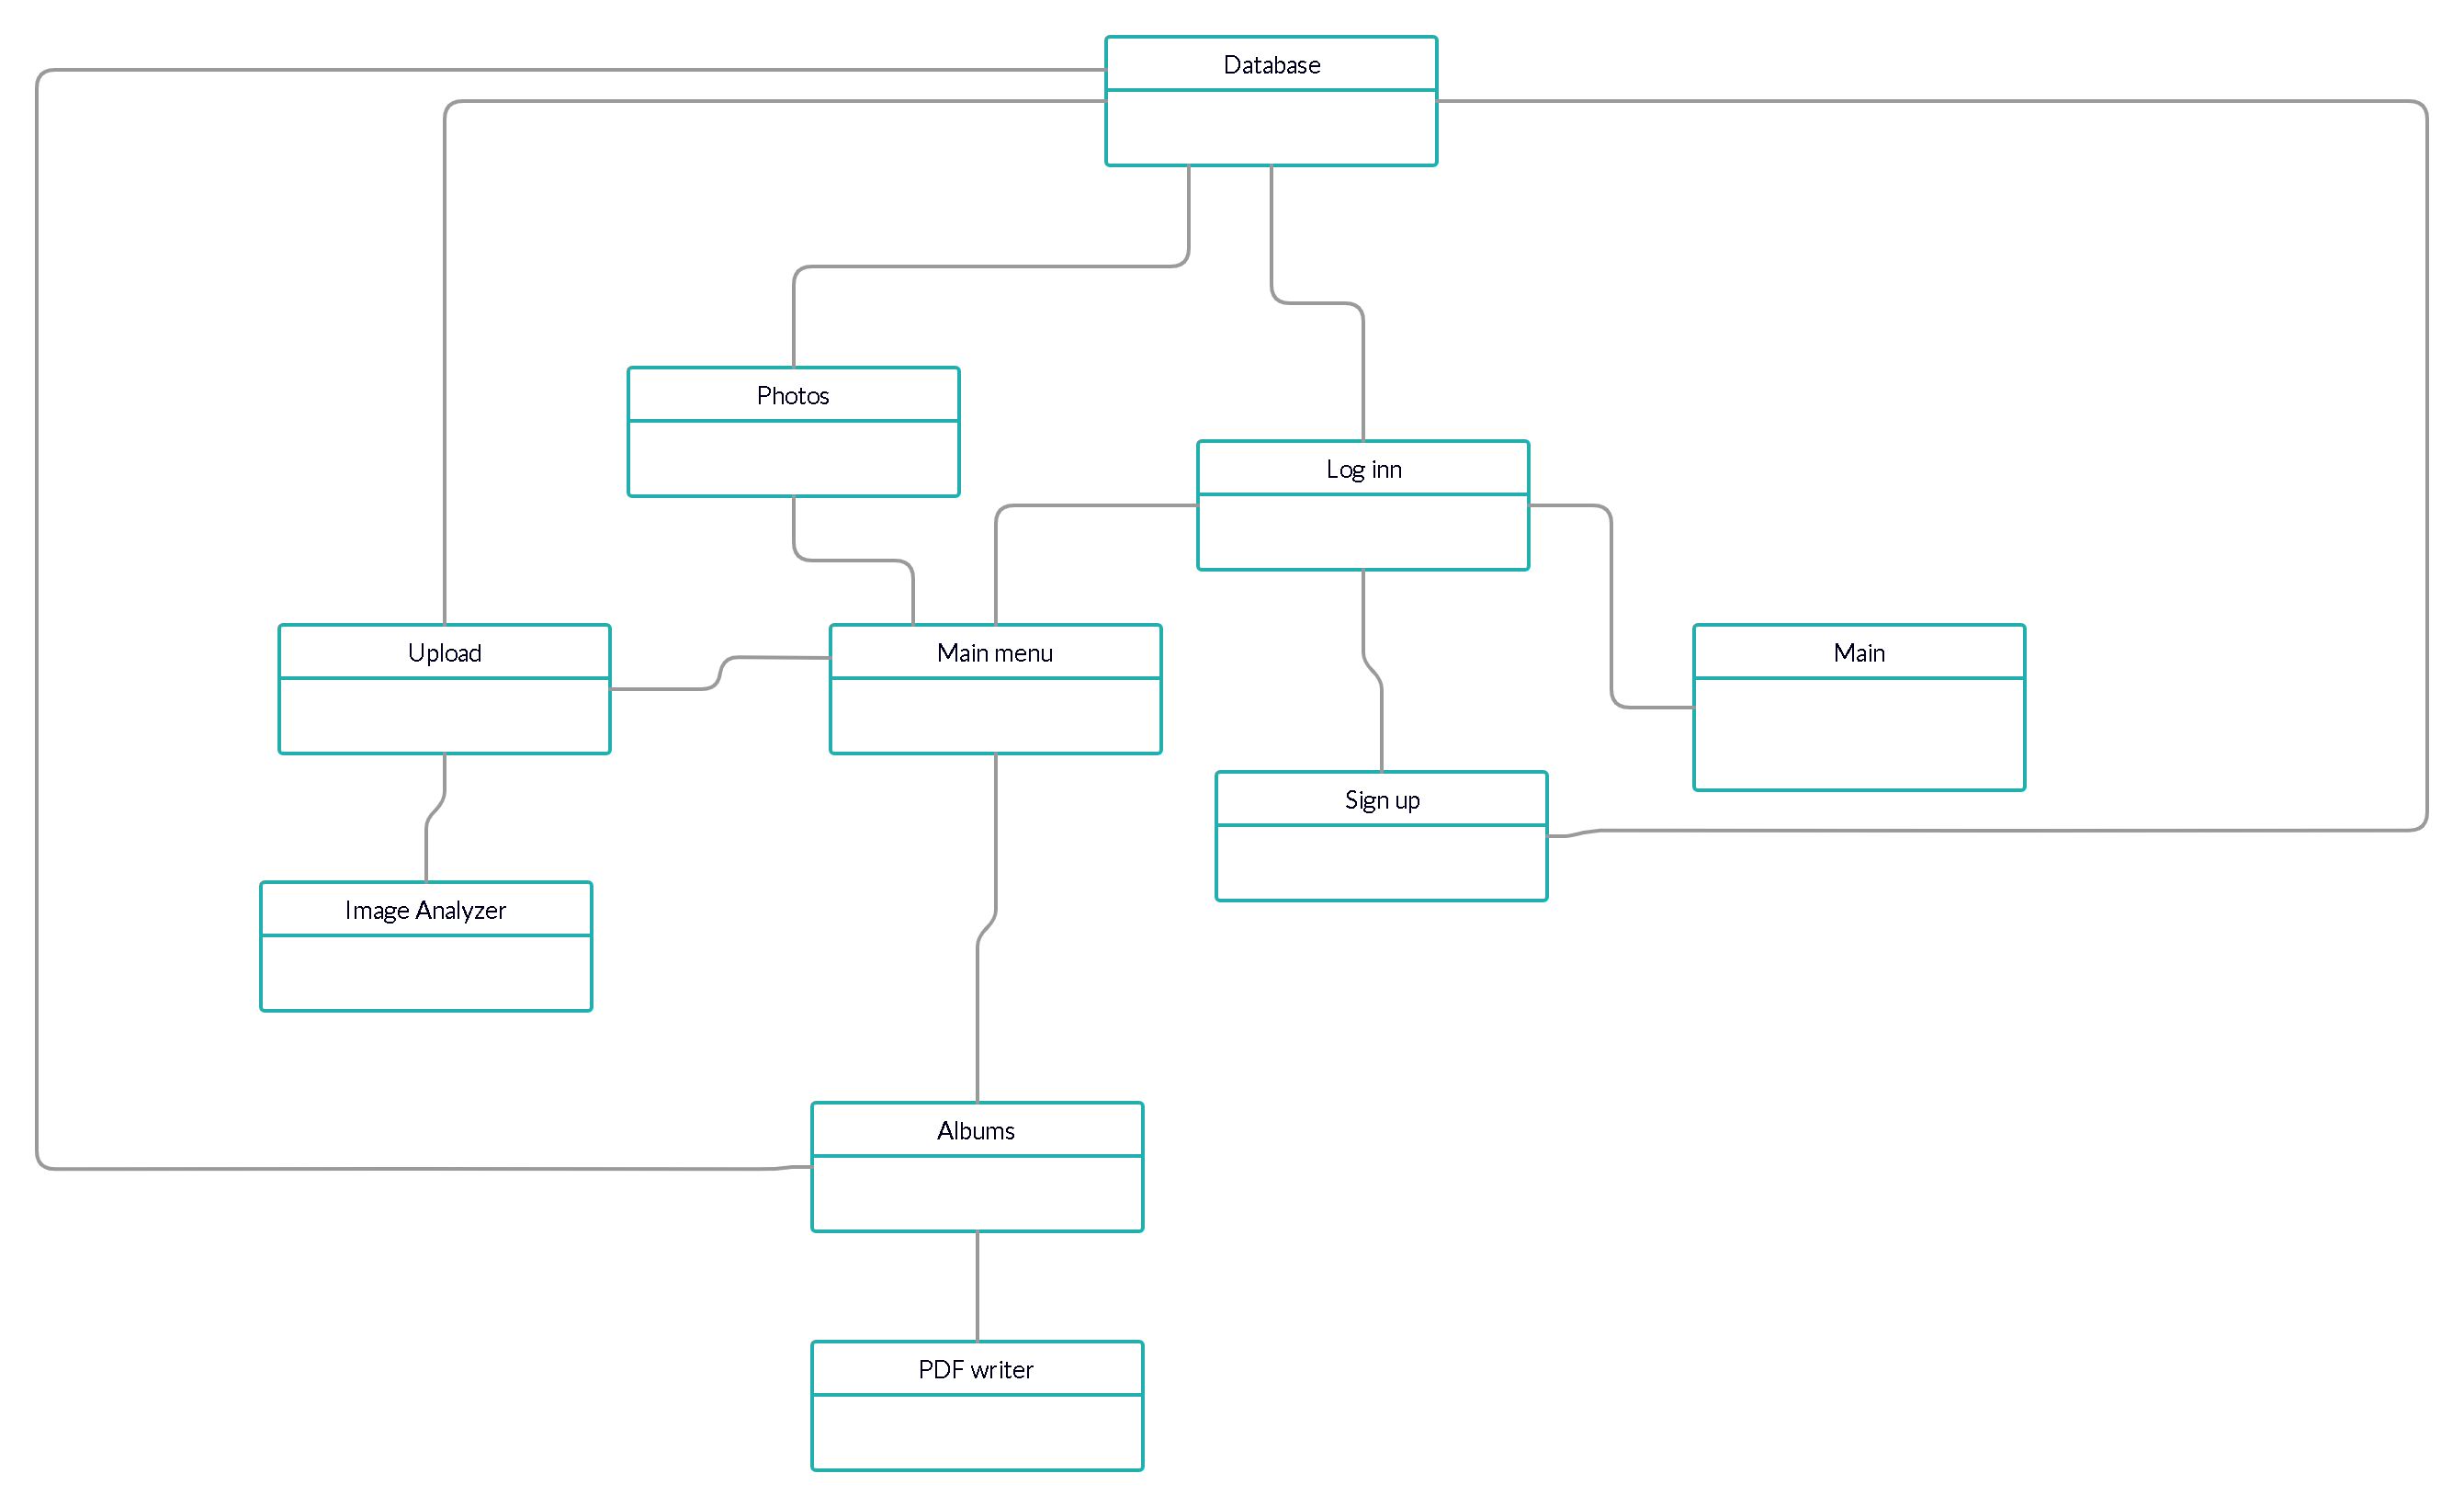 Database
Photos
Log inn
Upload
Main menu
Main
Sign up
Image Analyzer
Albums
PDF writer